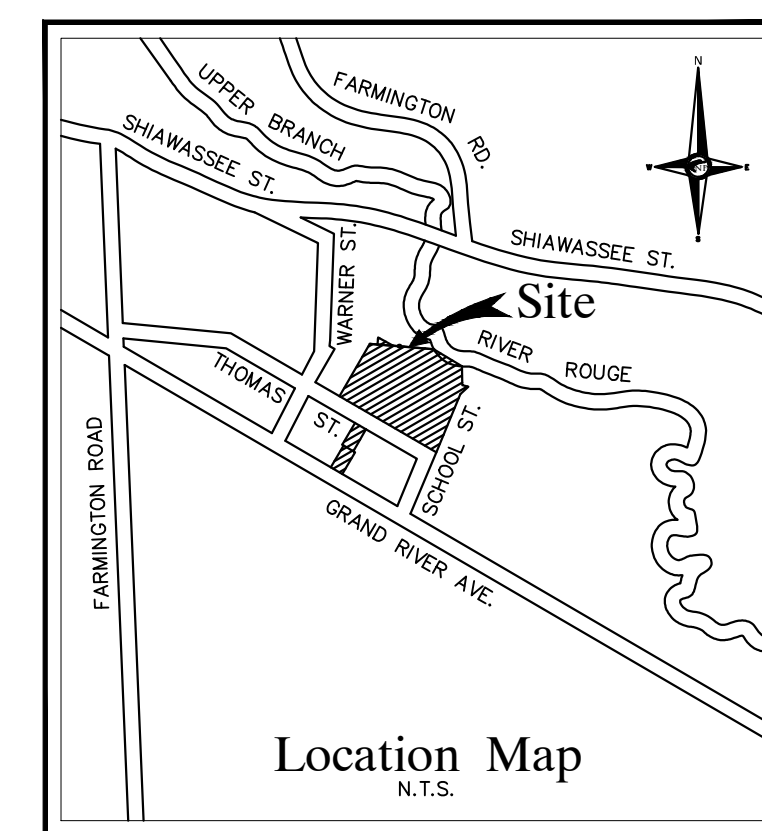 UPPER BRANCH
FARMINGTON RD.
N
SHIAWASSEE ST.
W
E
S
WARNER ST.
SHIAWASSEE ST.
Site
RIVER ROUGE
THOMAS ST.
SCHOOL ST.
FARMINGTON ROAD
GRAND RIVER AVE.
Location Map
N.T.S.